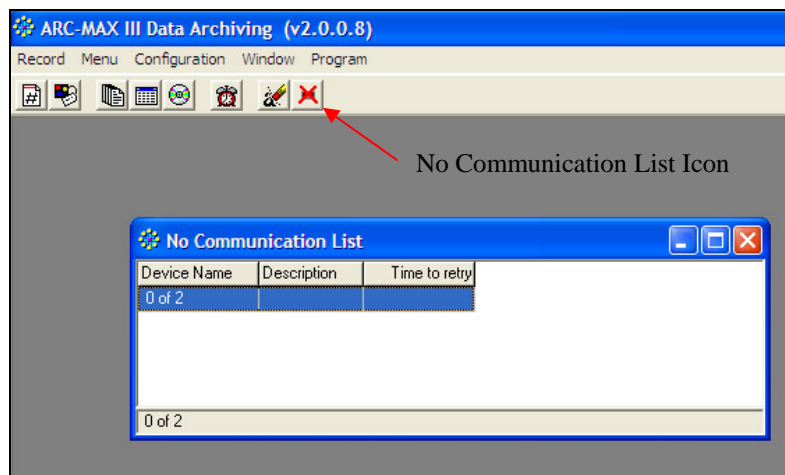 ARC-MAX III Data Archiving (v2.0.0.8)
Record Menu Configuration Window Program
No Communication List Icon
No Communication List
Device Name Description Time to retry
0 of 2
0 of 2